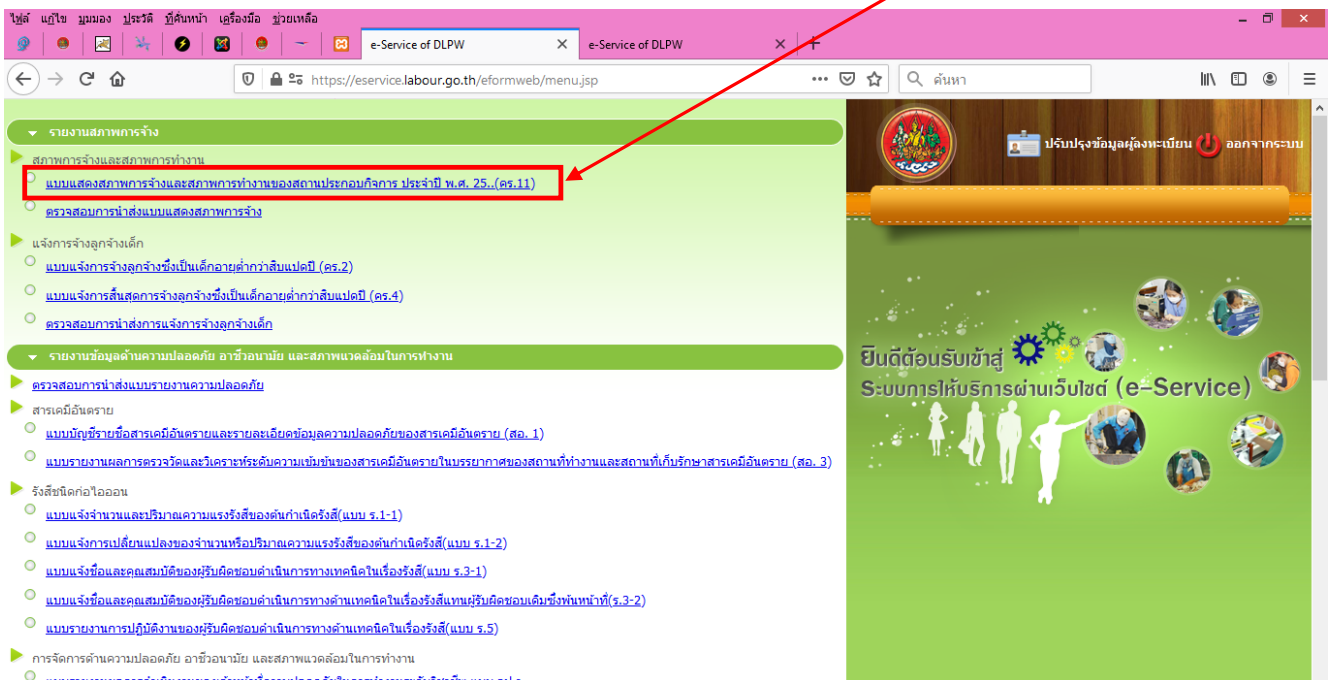 ไฟล์ แก้ไข มุมมอง ประวัติ ที่คั่นหน้า เครื่องมือ ช่วยเหลือ
e-Service of DLPW
e-Service of DLPW
https://eservice.labour.go.th/eformweb/menu.jsp
ค้นหา
รายงานสภาพการจ้าง
สภาพการจ้างและสภาพการทำงาน
แบบแสดงสภาพการจ้างและสภาพการทำงานของสถานประกอบกิจการ ประจำปี พ.ศ. 25..(คร.11)
ตรวจสอบการนำส่งแบบแสดงสภาพการจ้าง
แจ้งการจ้างลูกจ้างเด็ก
แบบแจ้งการจ้างลูกจ้างซึ่งเป็นเด็กอายุต่ำกว่าสิบแปดปี (คร.2)
แบบแจ้งการสิ้นสุดการจ้างลูกจ้างซึ่งเป็นเด็กอายุต่ำกว่าสิบแปดปี (คร.4)
ตรวจสอบการนำส่งการแจ้งการจ้างลูกจ้างเด็ก
รายงานข้อมูลด้านความปลอดภัย อาชีวอนามัย และสภาพแวดล้อมในการทำงาน
ตรวจสอบการนำส่งแบบรายงานความปลอดภัย
สารเคมีอันตราย
แบบบัญชีรายชื่อสารเคมีอันตรายและรายละเอียดข้อมูลความปลอดภัยของสารเคมีอันตราย (สอ. 1)
แบบรายงานผลการตรวจวัดและวิเคราะห์ระดับความเข้มข้นของสารเคมีอันตรายในบรรยากาศของสถานที่ทำงานและสถานที่เก็บรักษาสารเคมีอันตราย (สอ. 3)
รังสีชนิดก่อไอออน
แบบแจ้งจำนวนและปริมาณความแรงรังสีของต้นกำเนิดรังสี(แบบ ร.1-1)
แบบแจ้งการเปลี่ยนแปลงของจำนวนหรือปริมาณความแรงรังสีของต้นกำเนิดรังสี(แบบ ร.1-2)
แบบแจ้งชื่อและคุณสมบัติของผู้รับผิดชอบดำเนินการทางเทคนิคในเรื่องรังสี(แบบ ร.3-1)
แบบแจ้งชื่อและคุณสมบัติของผู้รับผิดชอบดำเนินการทางด้านเทคนิคในเรื่องรังสีแทนผู้รับผิดชอบเดิมซึ่งพ้นหน้าที่(ร.3-2)
แบบรายงานการปฏิบัติงานของผู้รับผิดชอบดำเนินการทางด้านเทคนิคในเรื่องรังสี(แบบ ร.5)
การจัดการด้านความปลอดภัย อาชีวอนามัย และสภาพแวดล้อมในการทำงาน
ปรับปรุงข้อมูลผู้ลงทะเบียน ออกจากระบบ
ยินดีต้อนรับเข้าสู่
ระบบการให้บริการผ่านเว็บไซต์ (e-Service)